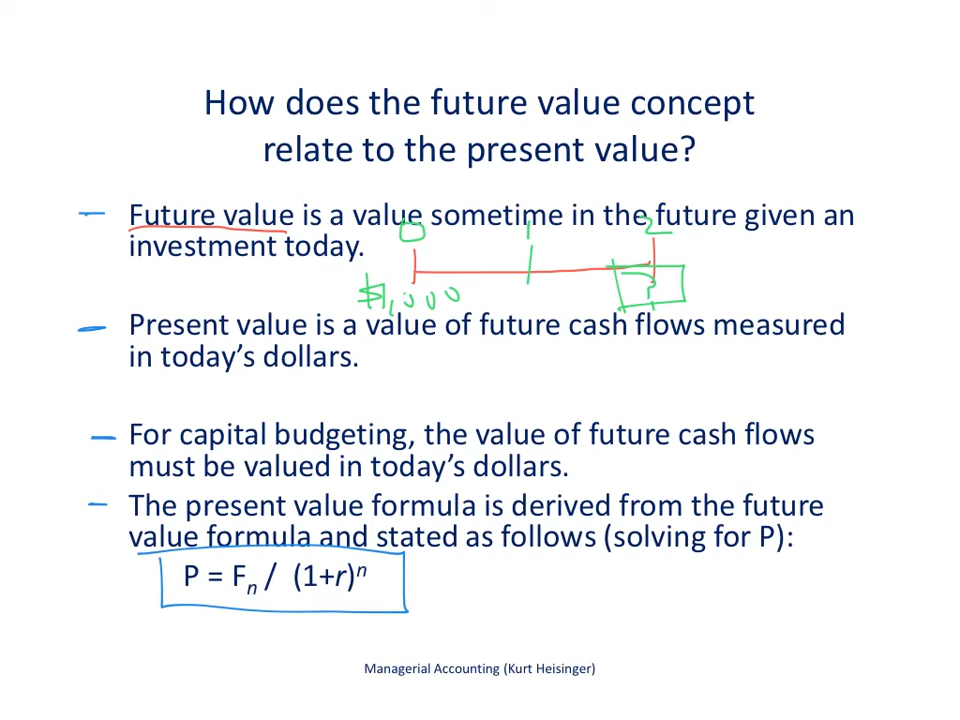 How does the future value concept
relate to the present value?
Future value is a value sometime in the future given an
investment today.
0 1 2
$1,000 ?
Present value is a value of future cash flows measured
in today’s dollars.
For capital budgeting, the value of future cash flows
must be valued in today’s dollars.
The present value formula is derived from the future
value formula and stated as follows (solving for P):
P = Fn / (1+r)n
Managerial Accounting (Kurt Heisinger)